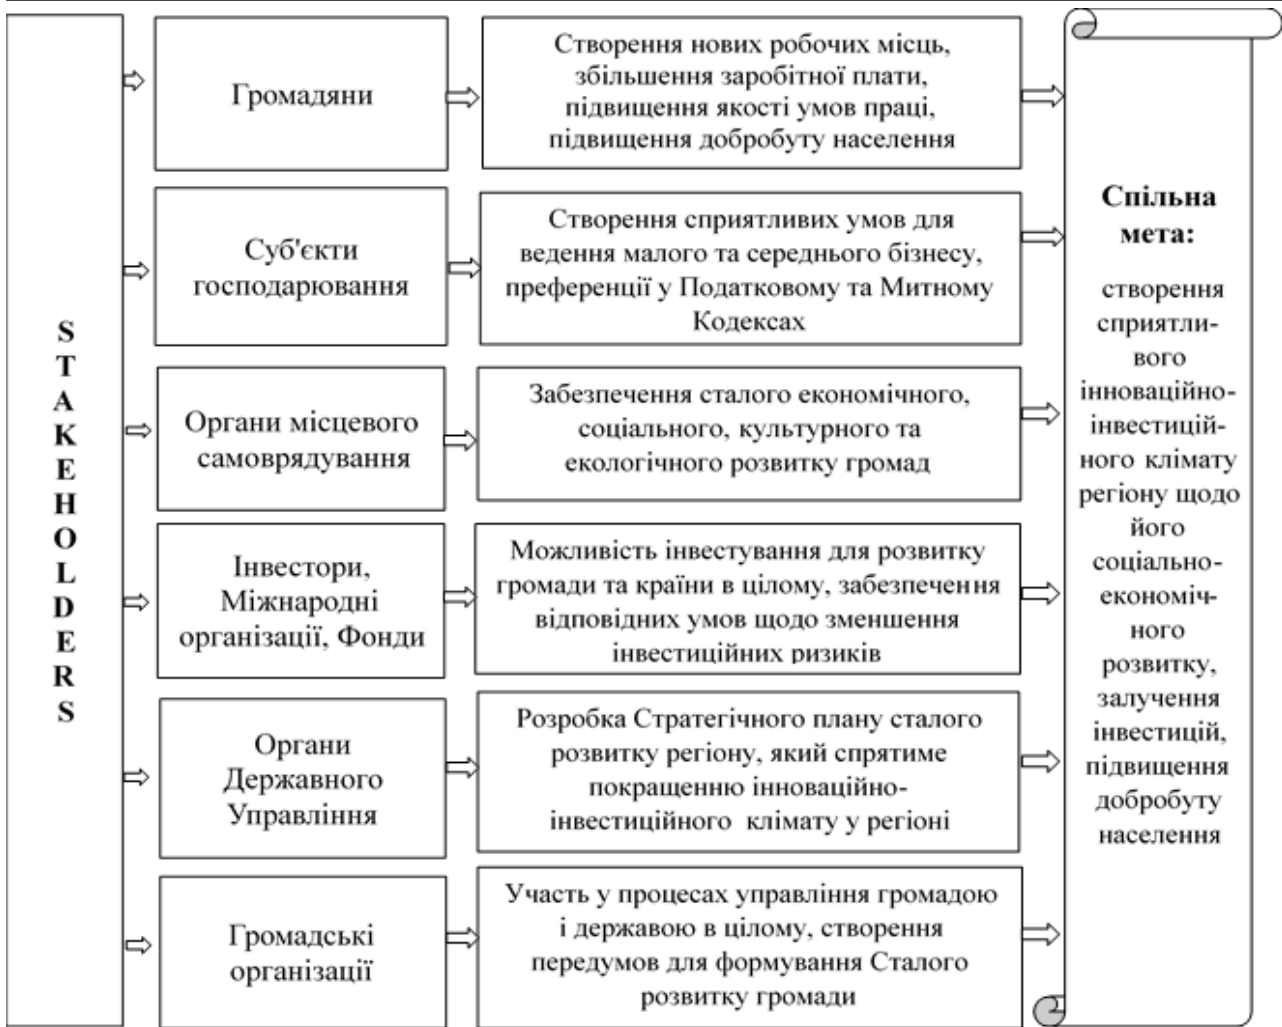 STAKEHOLDERS
Громадяни
Створення нових робочих місць,
збільшення заробітної плати,
підвищення якості умов праці,
підвищення добробуту населення
Суб'єкти
господарювання
Створення сприятливих умов для
ведення малого та середнього бізнесу,
преференції у Податковому та Митному
Кодексах
Органи місцевого
самоврядування
Забезпечення сталого економічного,
соціального, культурного та
екологічного розвитку громад
Інвестори,
Міжнародні
організації, Фонди
Можливість інвестування для розвитку
громади та країни в цілому, забезпечення
відповідних умов щодо зменшення
інвестиційних ризиків
Органи
Державного
Управління
Розробка Стратегічного плану сталого
розвитку регіону, який спрятиме
покращенню інноваційно-
інвестиційного клімату у регіоні
Громадські
організації
Участь у процесах управління громадою
і державою в цілому, створення
передумов для формування Сталого
розвитку громади
Спільна
мета:
створення
сприятли-
вого
інноваційно-
інвестицій-
ного клімату
регіону щодо
його
соціально-
економіч-
ного
розвитку,
залучення
інвестицій,
підвищення
добробуту
населення